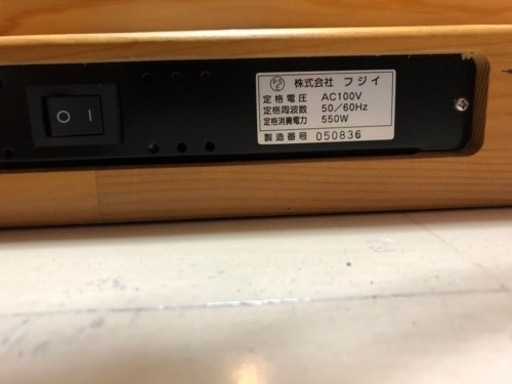 PS
E 株式会社 フジイ
定格電圧 AC100V
定格周波数 50/60Hz
定格消費電力 550W
製造番号 050836
O I